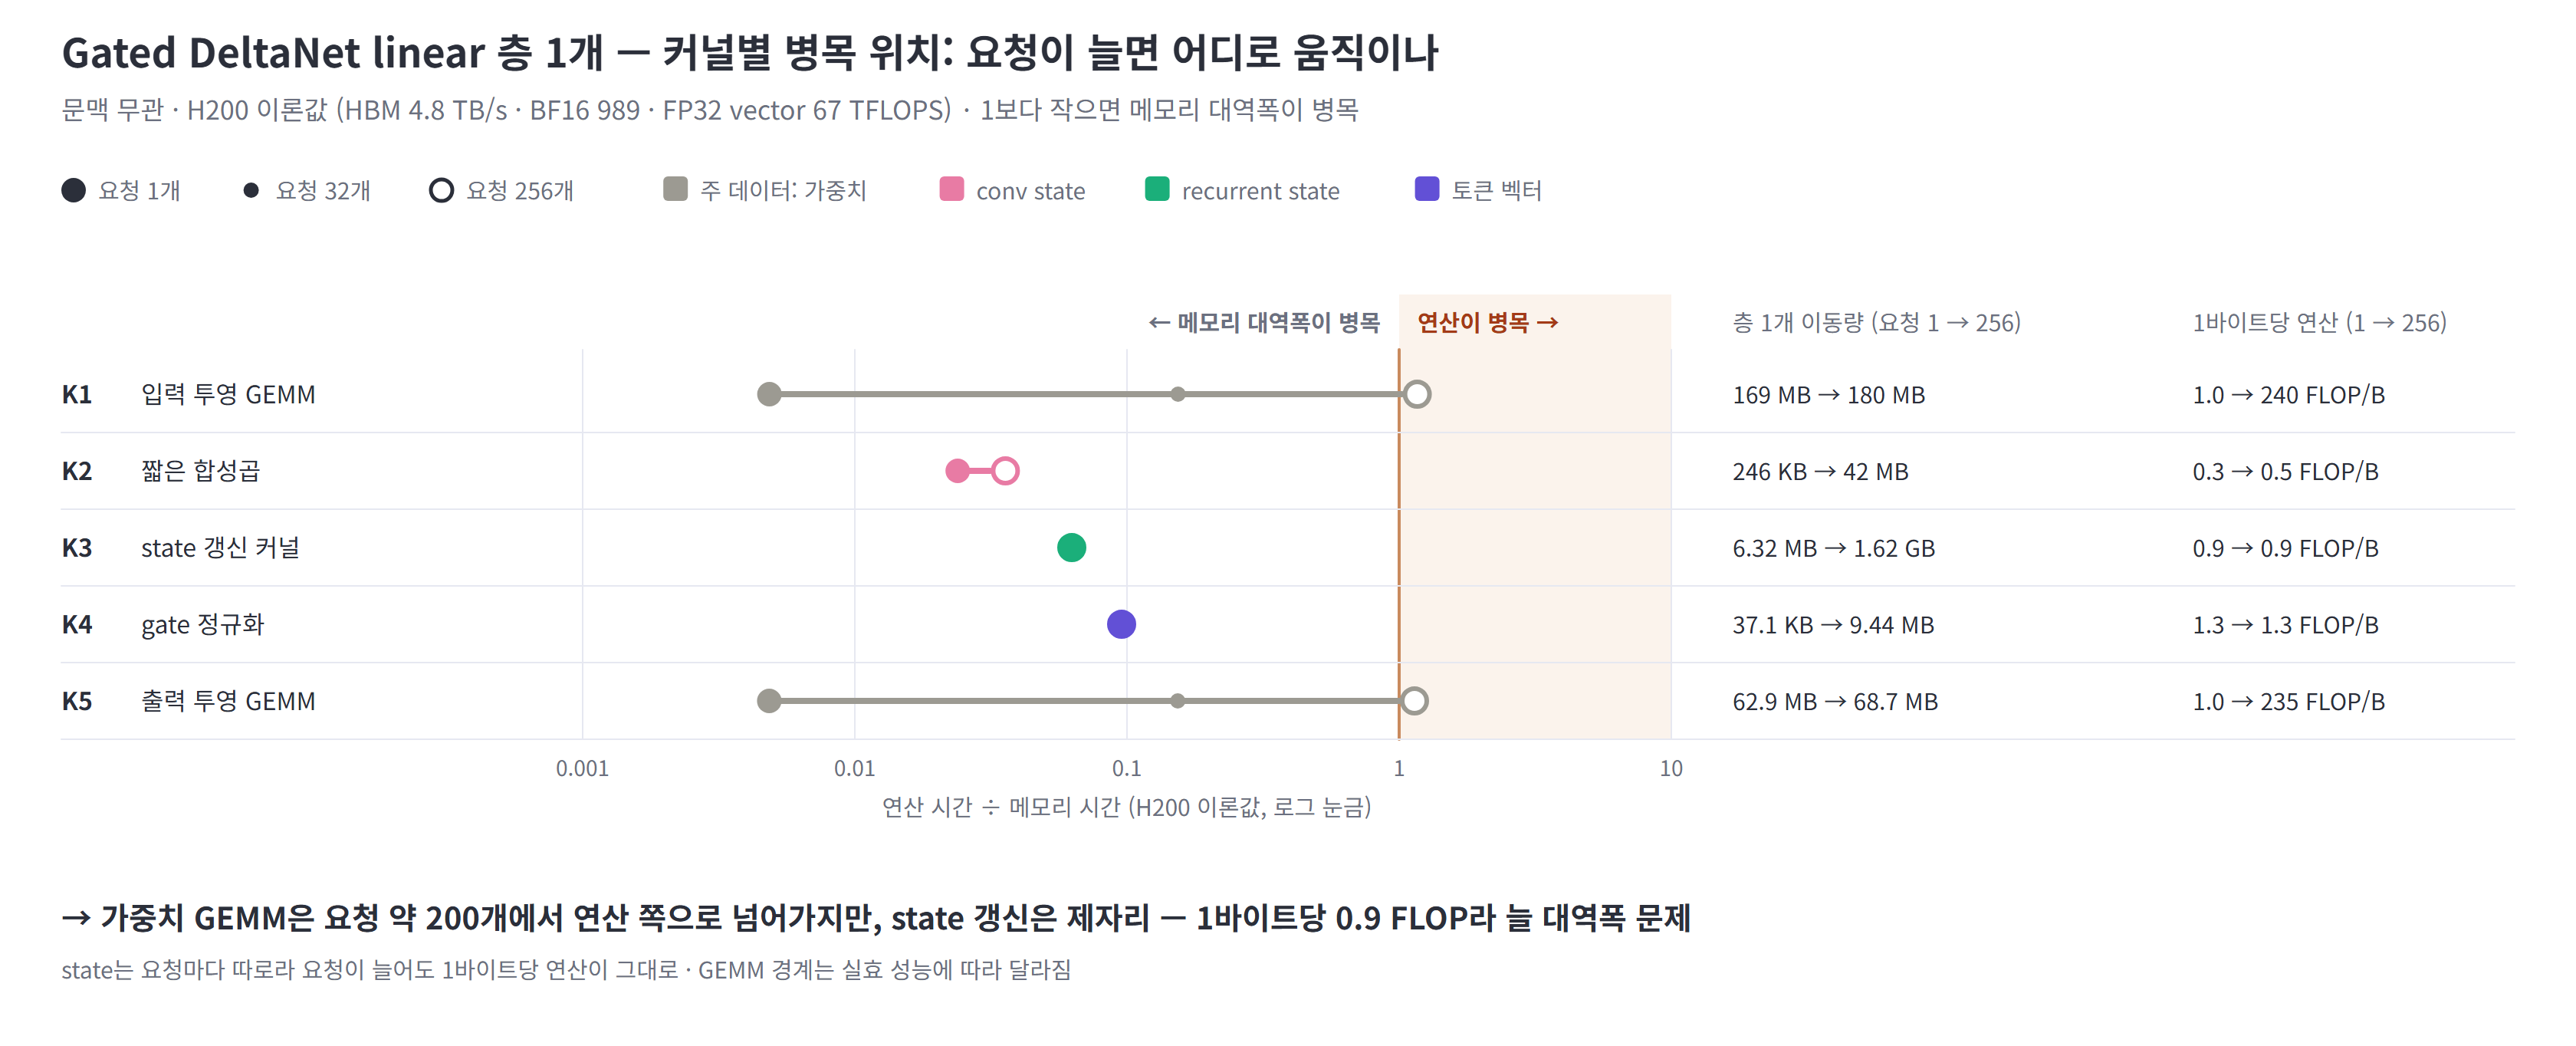 Gated DeltaNet linear 층 1개 — 커널별 병목 위치: 요청이 늘면 어디로 움직이나
문맥 무관 · H200 이론값 (HBM 4.8 TB/s · BF16 989 · FP32 vector 67 TFLOPS) · 1보다 작으면 메모리 대역폭이 병목
요청 1개 요청 32개 요청 256개 주 데이터: 가중치 conv state recurrent state 토큰 벡터
← 메모리 대역폭이 병목 연산이 병목 → 층 1개 이동량 (요청 1 → 256) 1바이트당 연산 (1 → 256)
K1 입력 투영 GEMM 169 MB → 180 MB 1.0 → 240 FLOP/B
K2 짧은 합성곱 246 KB → 42 MB 0.3 → 0.5 FLOP/B
K3 state 갱신 커널 6.32 MB → 1.62 GB 0.9 → 0.9 FLOP/B
K4 gate 정규화 37.1 KB → 9.44 MB 1.3 → 1.3 FLOP/B
K5 출력 투영 GEMM 62.9 MB → 68.7 MB 1.0 → 235 FLOP/B
0.001 0.01 0.1 1 10
연산 시간 ÷ 메모리 시간 (H200 이론값, 로그 눈금)
→ 가중치 GEMM은 요청 약 200개에서 연산 쪽으로 넘어가지만, state 갱신은 제자리 — 1바이트당 0.9 FLOP라 늘 대역폭 문제
state는 요청마다 따로라 요청이 늘어도 1바이트당 연산이 그대로 · GEMM 경계는 실효 성능에 따라 달라짐